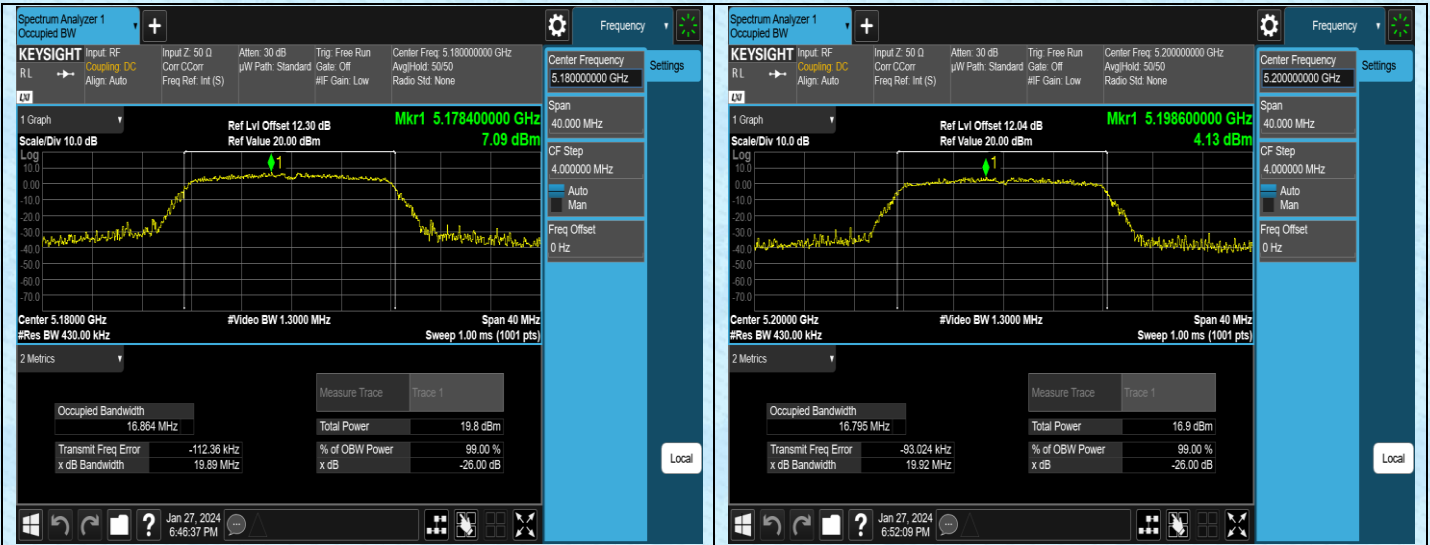 Spectrum Analyzer 1
Occupied BW
+
Frequency
KEYSIGHT
RL
LXI
Input: RF
Coupling: DC
Align: Auto
Input Z: 50 Ω
Corr CCorr
Freq Ref: Int (S)
Atten: 30 dB
µW Path: Standard
Trig: Free Run
Gate: Off
#IF Gain: Low
Center Freq: 5.180000000 GHz
Avg|Hold: 50/50
Radio Std: None
Center Frequency
5.180000000 GHz
Settings
Span
40.000 MHz
CF Step
4.000000 MHz
Auto
Man
Freq Offset
0 Hz
Local
1 Graph
Scale/Div 10.0 dB
Ref Lvl Offset 12.30 dB
Ref Value 20.00 dBm
Mkr1 5.178400000 GHz
7.09 dBm
Log
10.0
0.00
-10.0
-20.0
-30.0
-40.0
-50.0
-60.0
-70.0
1
Center 5.18000 GHz
#Res BW 430.00 kHz
#Video BW 1.3000 MHz
Span 40 MHz
Sweep 1.00 ms (1001 pts)
2 Metrics
Measure Trace Trace 1
Occupied Bandwidth
16.864 MHz
Total Power 19.8 dBm
Transmit Freq Error -112.36 kHz
% of OBW Power 99.00 %
x dB Bandwidth 19.89 MHz
x dB -26.00 dB
?
Jan 27, 2024
6:46:37 PM
Spectrum Analyzer 1
Occupied BW
+
Frequency
KEYSIGHT
RL
LXI
Input: RF
Coupling: DC
Align: Auto
Input Z: 50 Ω
Corr CCorr
Freq Ref: Int (S)
Atten: 30 dB
µW Path: Standard
Trig: Free Run
Gate: Off
#IF Gain: Low
Center Freq: 5.200000000 GHz
Avg|Hold: 50/50
Radio Std: None
Center Frequency
5.200000000 GHz
Settings
Span
40.000 MHz
CF Step
4.000000 MHz
Auto
Man
Freq Offset
0 Hz
Local
1 Graph
Scale/Div 10.0 dB
Ref Lvl Offset 12.04 dB
Ref Value 20.00 dBm
Mkr1 5.198600000 GHz
4.13 dBm
Log
10.0
0.00
-10.0
-20.0
-30.0
-40.0
-50.0
-60.0
-70.0
1
Center 5.20000 GHz
#Res BW 430.00 kHz
#Video BW 1.3000 MHz
Span 40 MHz
Sweep 1.00 ms (1001 pts)
2 Metrics
Measure Trace Trace 1
Occupied Bandwidth
16.795 MHz
Total Power 16.9 dBm
Transmit Freq Error -93.024 kHz
% of OBW Power 99.00 %
x dB Bandwidth 19.92 MHz
x dB -26.00 dB
?
Jan 27, 2024
6:52:09 PM